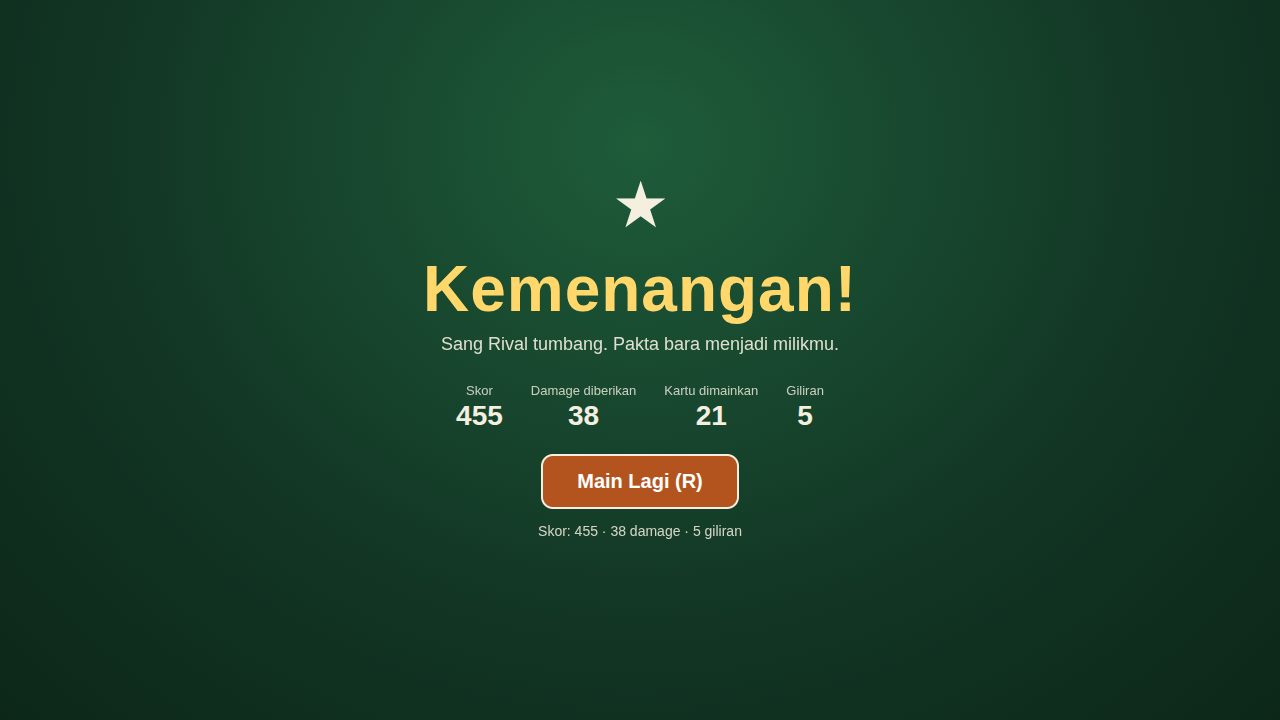 Kemenangan!
Sang Rival tumbang. Pakta bara menjadi milikmu.
Skor Damage diberikan Kartu dimainkan Giliran
455 38 21 5
Main Lagi (R)
Skor: 455 · 38 damage · 5 giliran